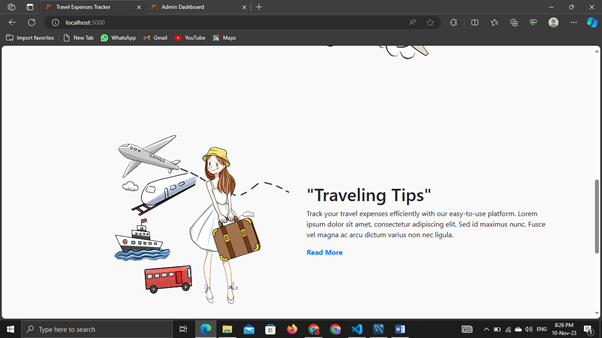 Travel Expenses Tracker
Admin Dashboard
localhost:3000
Import favorites
New Tab
WhatsApp
Gmail
YouTube
Maps
"Traveling Tips"
Track your travel expenses efficiently with our easy-to-use platform. Lorem
ipsum dolor sit amet, consectetur adipiscing elit. Sed id maximus nunc. Fusce
vel magna ac arcu dictum varius non nec ligula.
Read More
Type here to search
ENG
8:26 PM
10-Nov-23